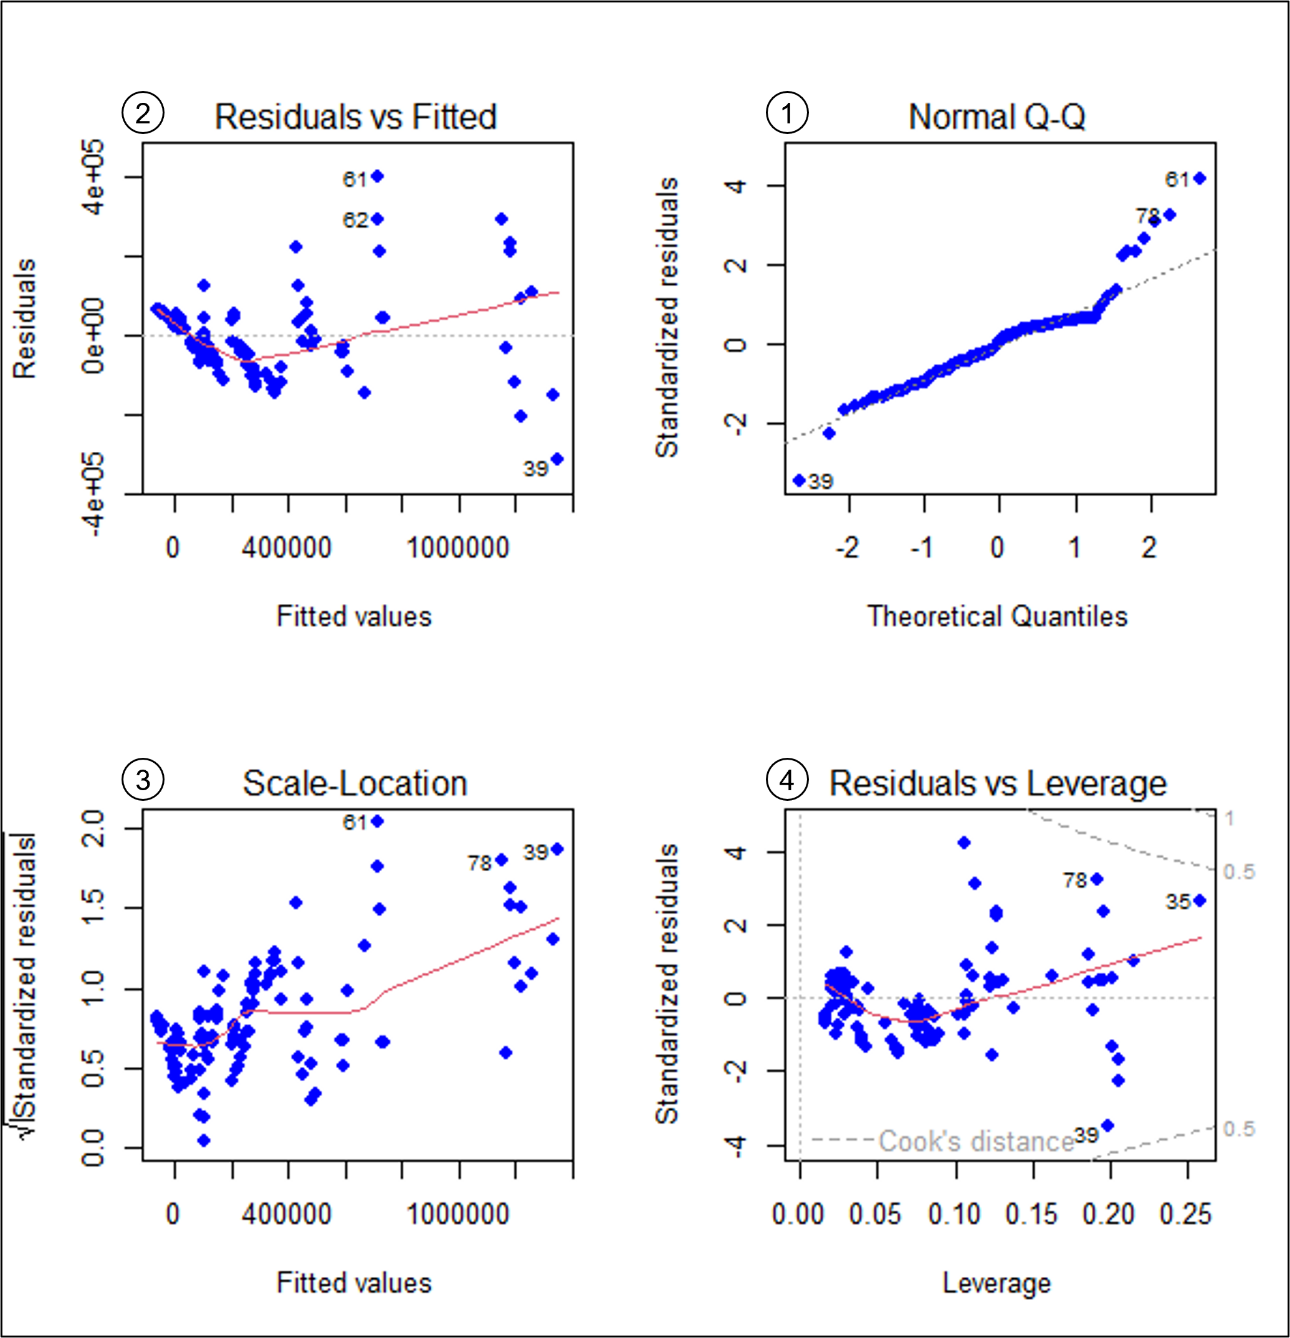 2 Residuals vs Fitted
Residuals
4e+05
0e+00
-4e+05
61
62
39
0 400000 1000000
Fitted values
1 Normal Q-Q
Standardized residuals
4
2
0
-2
61
78
39
-2 -1 0 1 2
Theoretical Quantiles
3 Scale-Location
√|Standardized residuals|
2.0
1.5
1.0
0.5
0.0
61
78
39
0 400000 1000000
Fitted values
4 Residuals vs Leverage
Standardized residuals
4
2
0
-2
-4
1
0.5
78
35
39
Cook's distance
0.5
0.00 0.05 0.10 0.15 0.20 0.25
Leverage